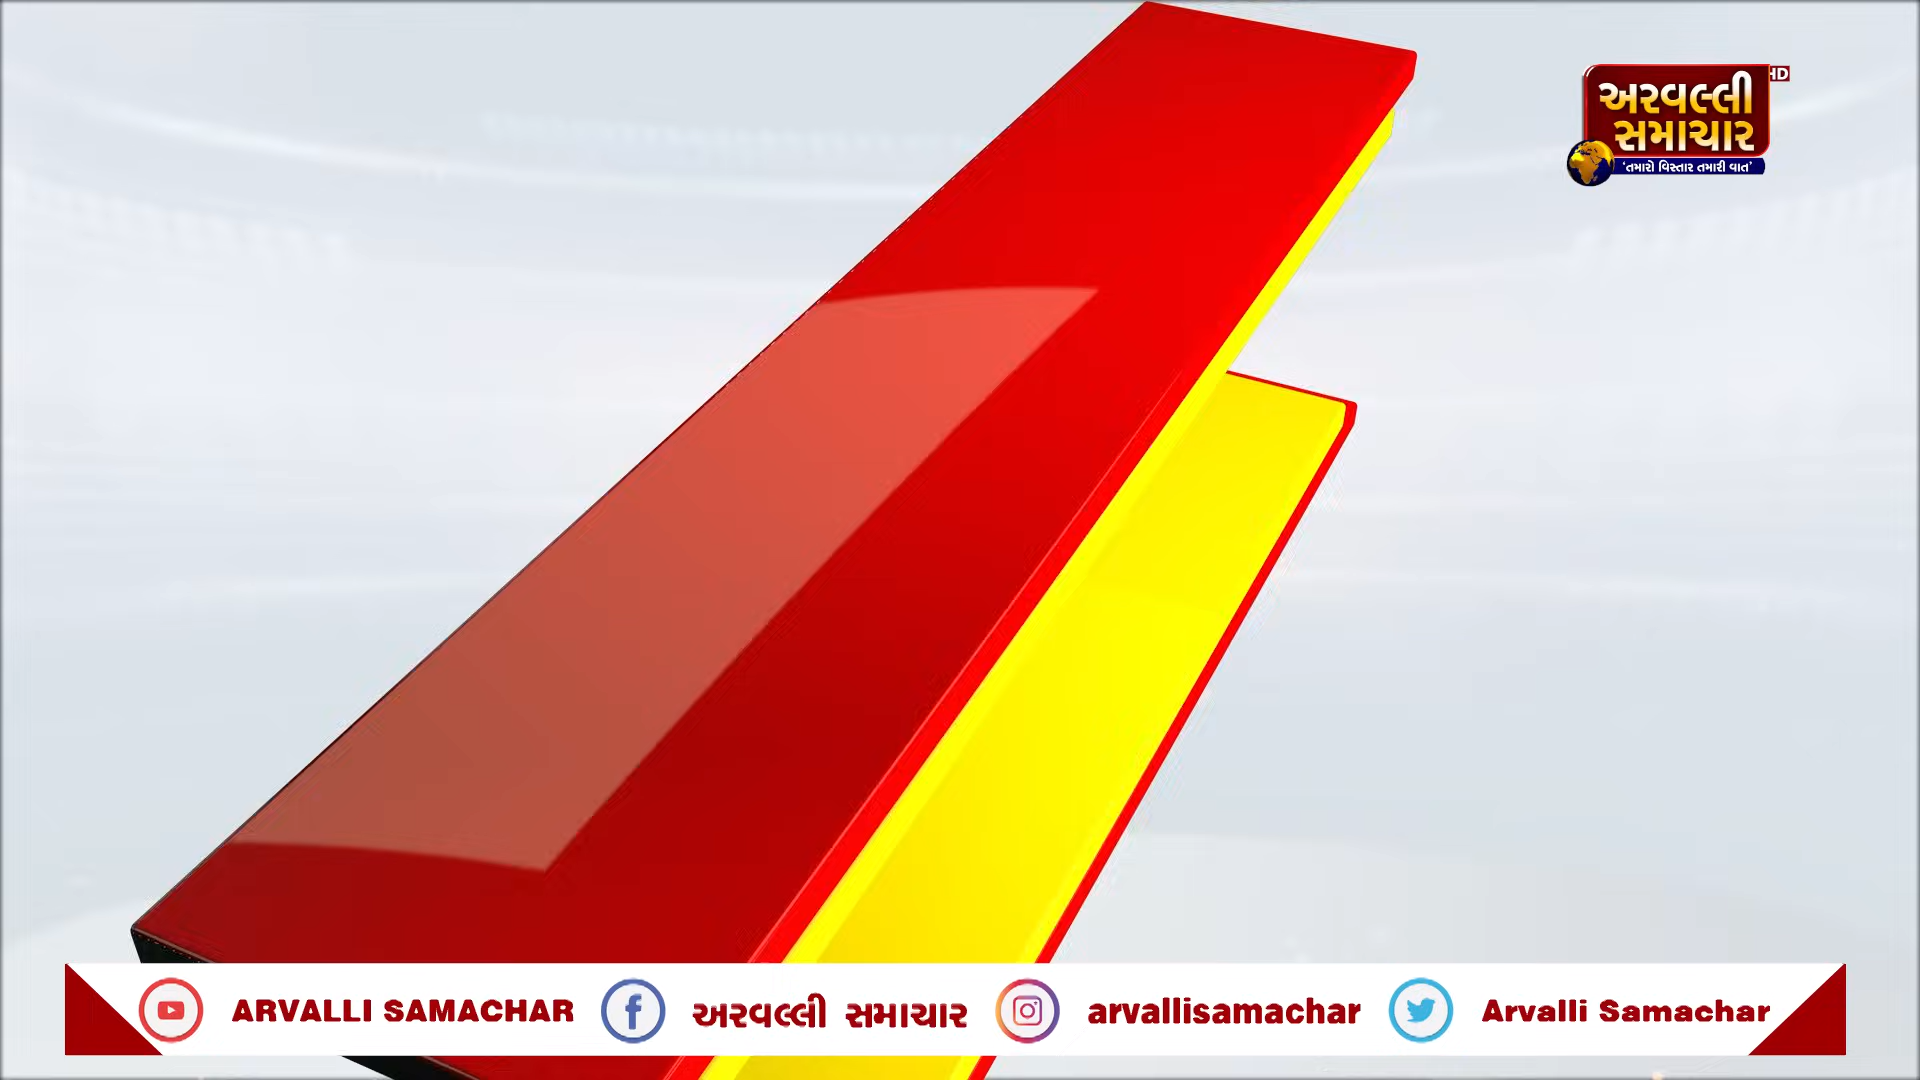 HD
અરવલ્લી
સમાચાર
'તમારો વિસ્તાર તમારી વાત'
ARVALLI SAMACHAR
અરવલ્લી સમાચાર
arvallisamachar
Arvalli Samachar